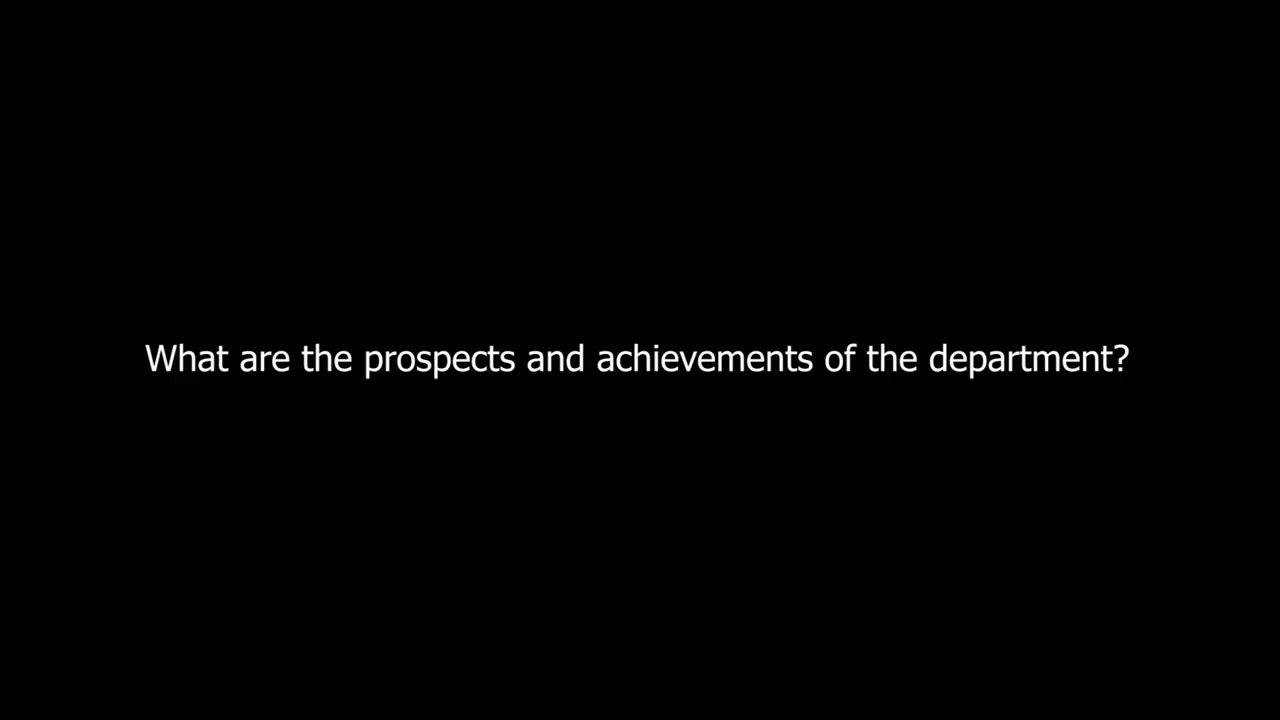 What are the prospects and achievements of the department?